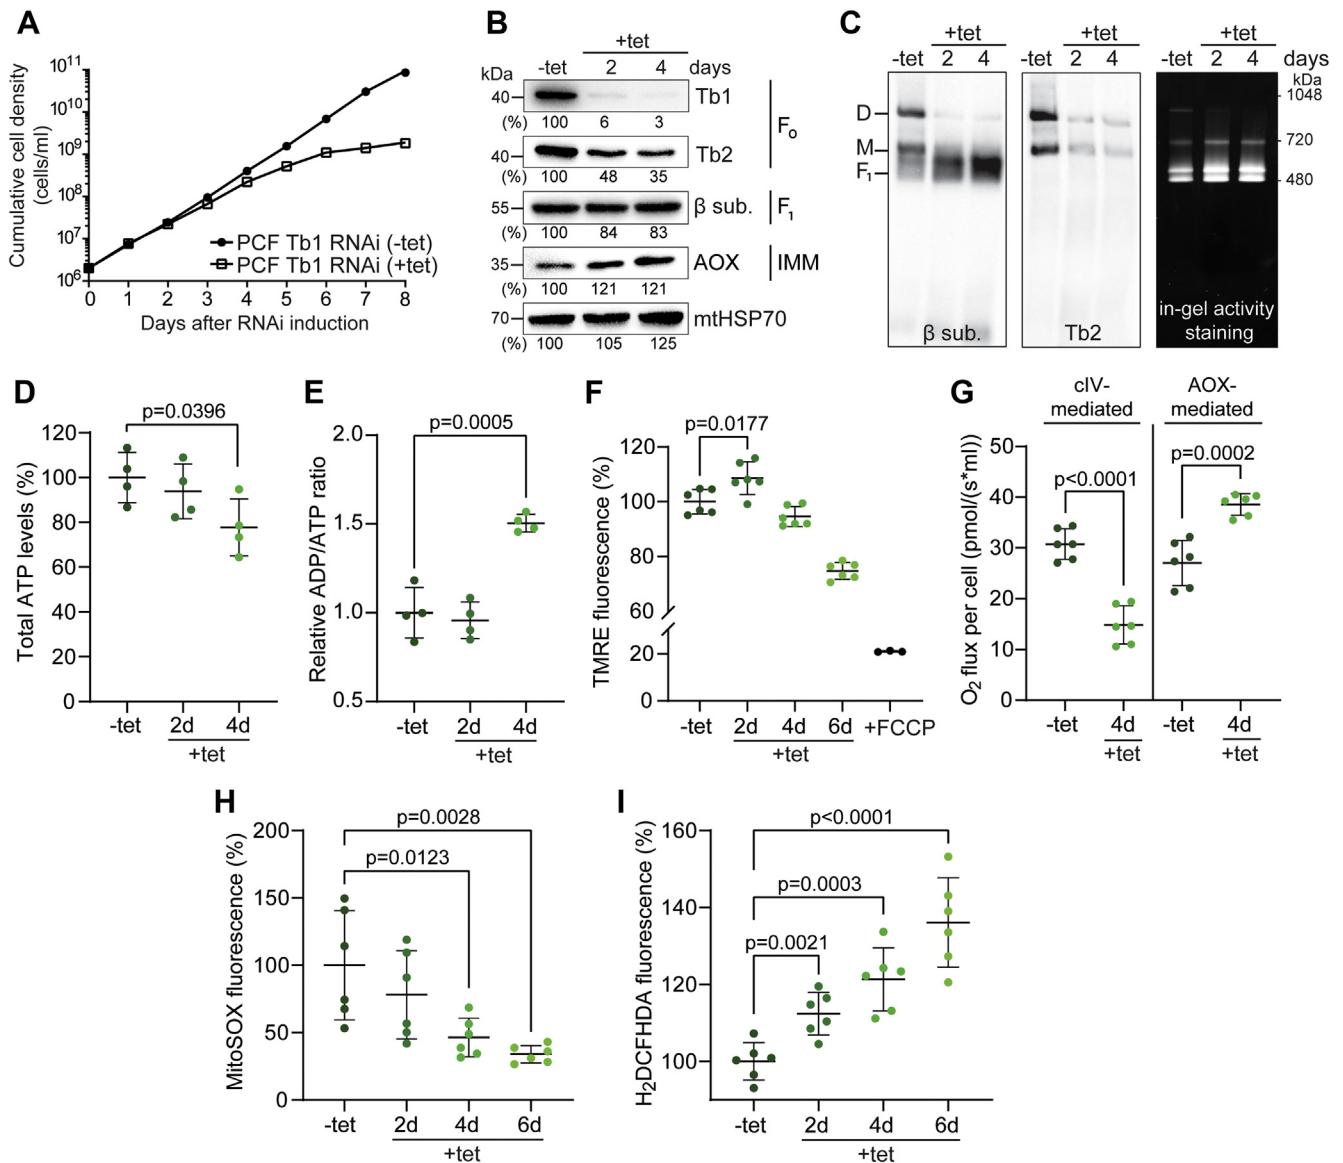 A
Cumulative cell density
(cells/ml)
10¹¹
10¹⁰
10⁹
10⁸
10⁷
10⁶
PCF Tb1 RNAi (-tet)
PCF Tb1 RNAi (+tet)
0 1 2 3 4 5 6 7 8
Days after RNAi induction
B
+tet
kDa -tet 2 4 days
40 Tb1
(%) 100 6 3
Fₒ
40 Tb2
(%) 100 48 35
55 β sub. F₁
(%) 100 84 83
35 AOX IMM
(%) 100 121 121
70 mtHSP70
(%) 100 105 125
C
+tet +tet +tet
-tet 2 4 -tet 2 4 -tet 2 4 days
kDa
1048
D
M
F₁
720
480
β sub.
Tb2
in-gel activity
staining
D
Total ATP levels (%)
p=0.0396
120
100
80
60
40
20
0
-tet 2d 4d
+tet
E
Relative ADP/ATP ratio
p=0.0005
2.0
1.5
1.0
0.5
-tet 2d 4d
+tet
F
TMRE fluorescence (%)
p=0.0177
120
100
80
60
20
0
-tet 2d 4d 6d +FCCP
+tet
G
cIV-
mediated
AOX-
mediated
O₂ flux per cell (pmol/(s*ml))
p<0.0001
p=0.0002
50
40
30
20
10
0
-tet 4d -tet 4d
+tet +tet
H
MitoSOX fluorescence (%)
p=0.0028
p=0.0123
200
150
100
50
0
-tet 2d 4d 6d
+tet
I
H₂DCFHDA fluorescence (%)
p<0.0001
p=0.0003
p=0.0021
160
140
120
100
-tet 2d 4d 6d
+tet